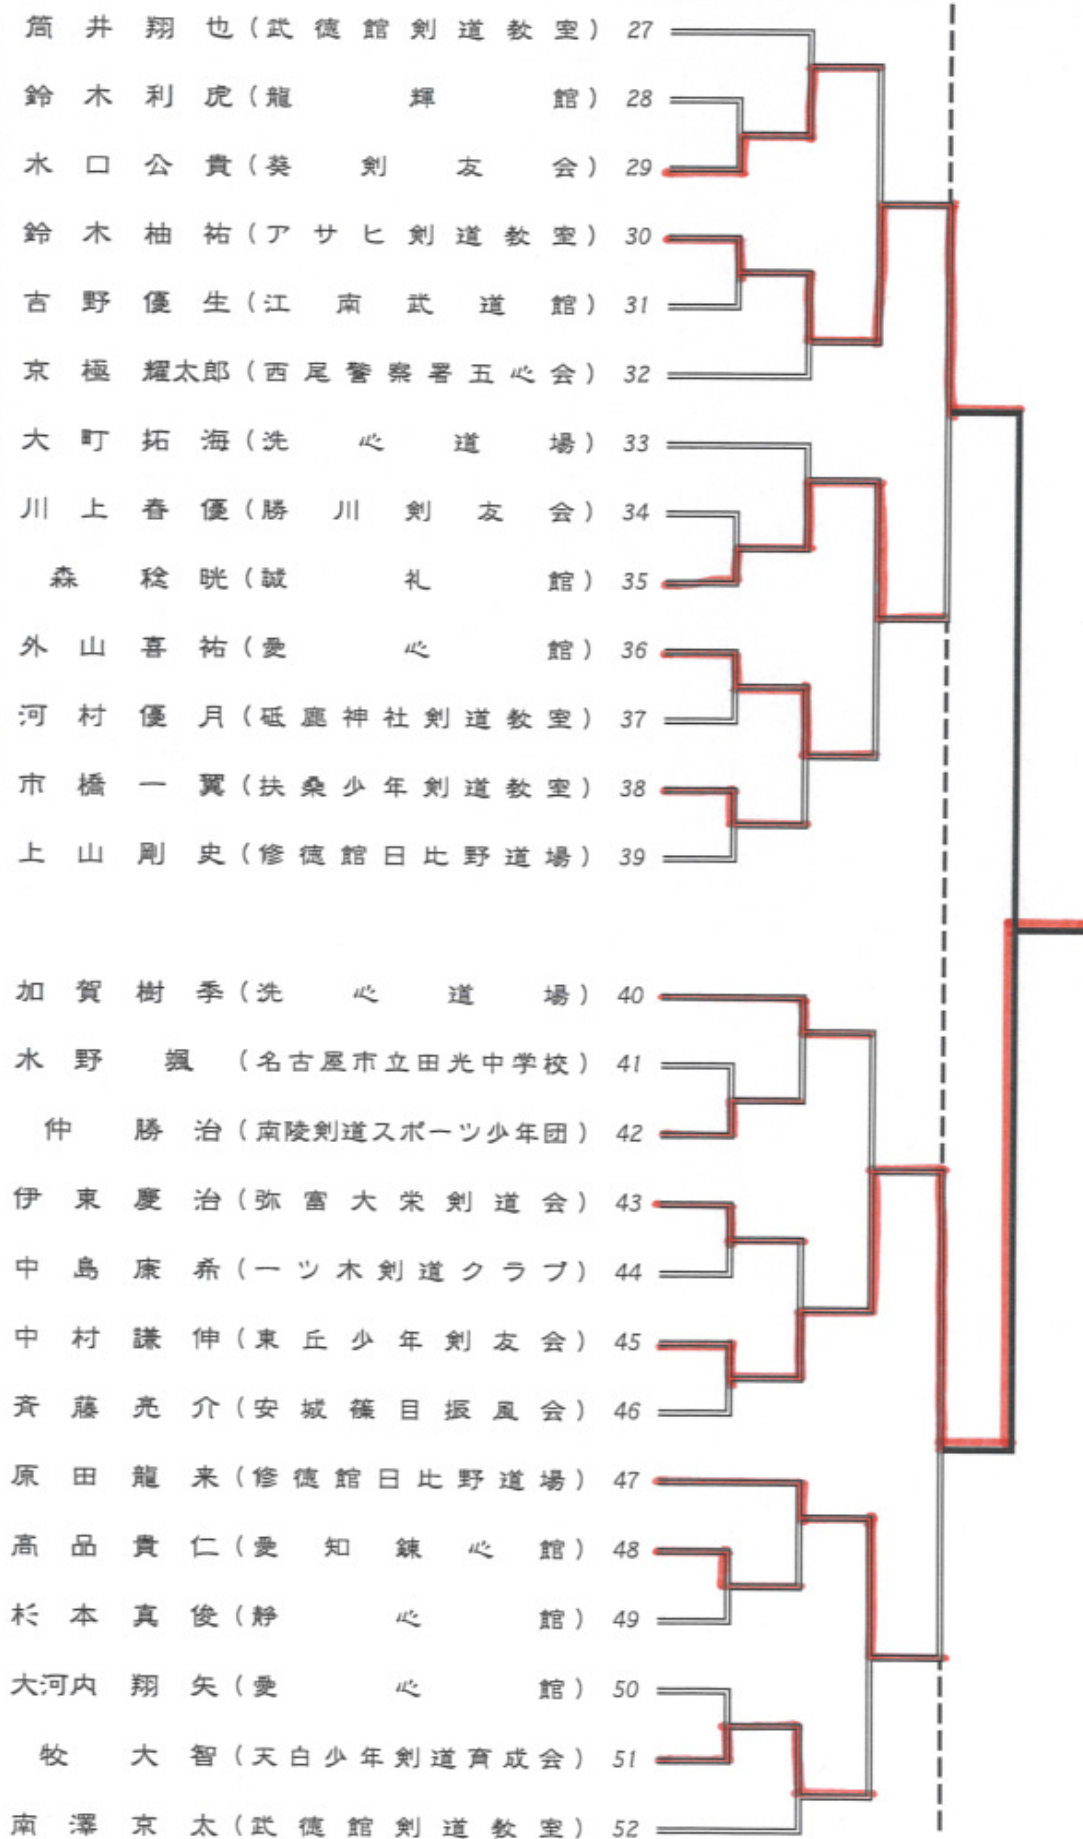 筒井翔也(武徳館剣道教室) 27
鈴木利虎(龍輝館) 28
水口公貴(葵剣友会) 29
鈴木柚祐(アサヒ剣道教室) 30
吉野優生(江南武道館) 31
京極耀太郎(西尾警察署五心会) 32
大町拓海(洗心道場) 33
川上春優(勝川剣友会) 34
森稔晄(誠礼館) 35
外山喜祐(愛心館) 36
河村優月(砥鹿神社剣道教室) 37
市橋一翼(扶桑少年剣道教室) 38
上山剛史(修徳館日比野道場) 39
加賀樹季(洗心道場) 40
水野颯(名古屋市立田光中学校) 41
仲勝治(南陵剣道スポーツ少年団) 42
伊東慶治(弥富大栄剣道会) 43
中島康希(一ツ木剣道クラブ) 44
中村謙伸(東丘少年剣友会) 45
斉藤亮介(安城篠目振風会) 46
原田龍来(修徳館日比野道場) 47
高品貴仁(愛知錬心館) 48
杉本真俊(静心館) 49
大河内翔矢(愛心館) 50
牧大智(天白少年剣道育成会) 51
南澤京太(武徳館剣道教室) 52